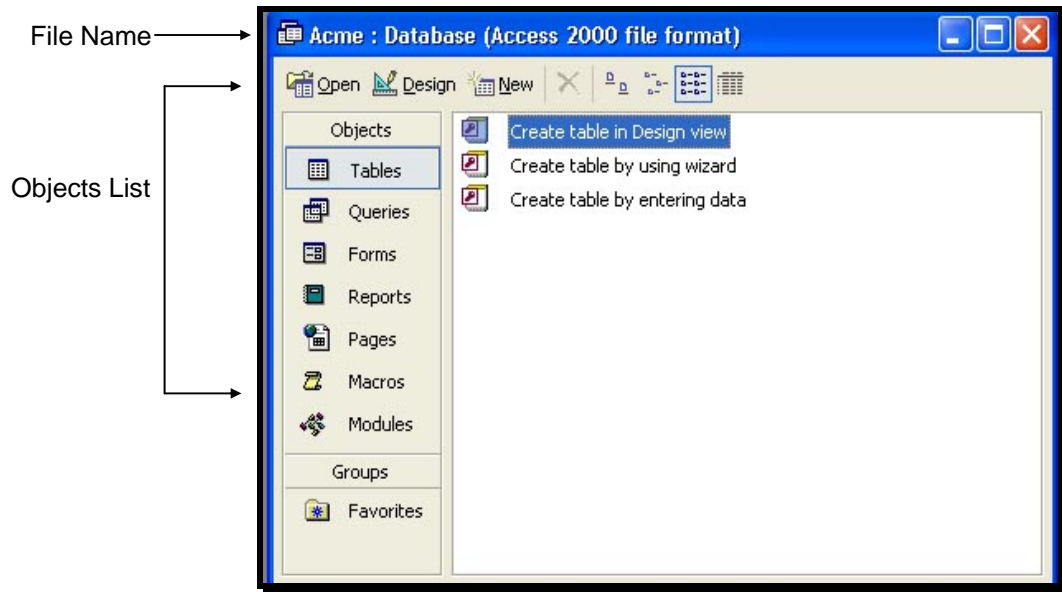 File Name
Acme : Database (Access 2000 file format)
Open Design New
Objects List
Objects
Tables
Queries
Forms
Reports
Pages
Macros
Modules
Groups
Favorites
Create table in Design view
Create table by using wizard
Create table by entering data